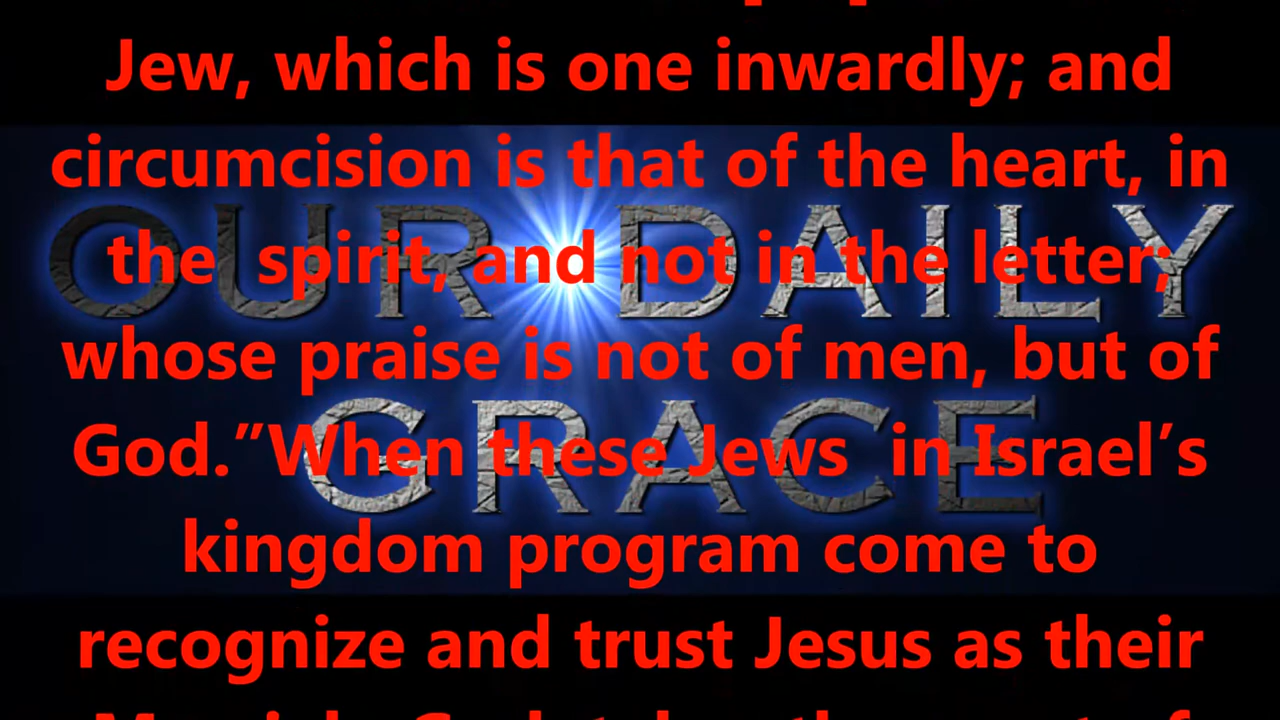 Jew, which is one inwardly; and
circumcision is that of the heart, in
OUR DAILY
the  spirit, and not in the letter;
whose praise is not of men, but of
GRACE
God.”When these Jews  in Israel’s
kingdom program come to
recognize and trust Jesus as their